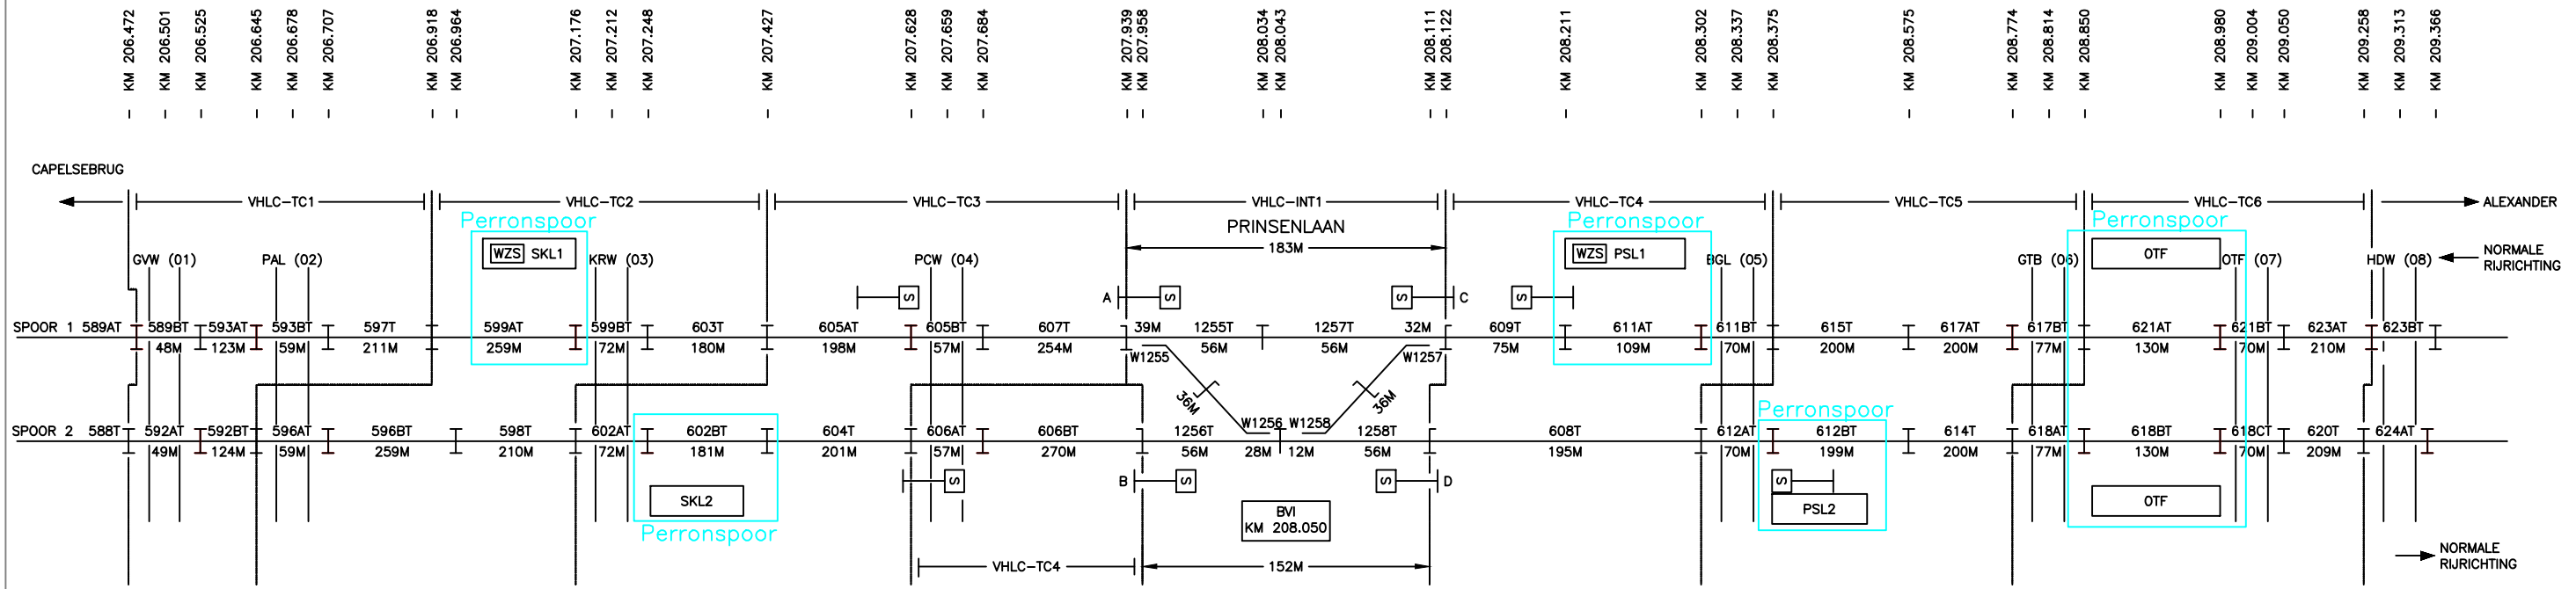 KM 206.472 KM 206.501 KM 206.525 KM 206.645 KM 206.678 KM 206.707 KM 206.918 KM 206.964 KM 207.176 KM 207.212 KM 207.248 KM 207.427 KM 207.628 KM 207.659 KM 207.684 KM 207.939 KM 207.958 KM 208.034 KM 208.043 KM 208.111 KM 208.122 KM 208.211 KM 208.302 KM 208.337 KM 208.375 KM 208.575 KM 208.774 KM 208.814 KM 208.850 KM 208.980 KM 209.004 KM 209.050 KM 209.258 KM 209.313 KM 209.366
CAPELSEBRUG
VHLC-TC1 VHLC-TC2 VHLC-TC3 VHLC-INT1 VHLC-TC4 VHLC-TC5 VHLC-TC6 ALEXANDER
Perronspoor PRINSENLAAN Perronspoor Perronspoor
183M
WZS SKL1 WZS PSL1 OTF
NORMALE
RIJRICHTING
GVW (01) PAL (02) KRW (03) PCW (04) BGL (05) GTB (06) OTF (07) HDW (08)
S A S S C S
SPOOR 1 589AT 589BT 593AT 593BT 597T 599AT 599BT 603T 605AT 605BT 607T 39M 1255T 1257T 32M 609T 611AT 611BT 615T 617AT 617BT 621AT 621BT 623AT 623BT
48M 123M 59M 211M 259M 72M 180M 198M 57M 254M W1255 56M 56M W1257 75M 109M 70M 200M 200M 77M 130M 70M 210M
36M 36M
Perronspoor
W1256 W1258
SPOOR 2 588T 592AT 592BT 596AT 596BT 598T 602AT 602BT 604T 606AT 606BT 1256T 1258T 608T 612AT 612BT 614T 618AT 618BT 618CT 620T 624AT
49M 124M 59M 259M 210M 72M 181M 201M 57M 270M 56M 28M 12M 56M 195M 70M 199M 200M 77M 130M 70M 209M
S B S S D S
SKL2 PSL2 OTF
BVI
KM 208.050
Perronspoor
NORMALE
RIJRICHTING
VHLC-TC4 152M